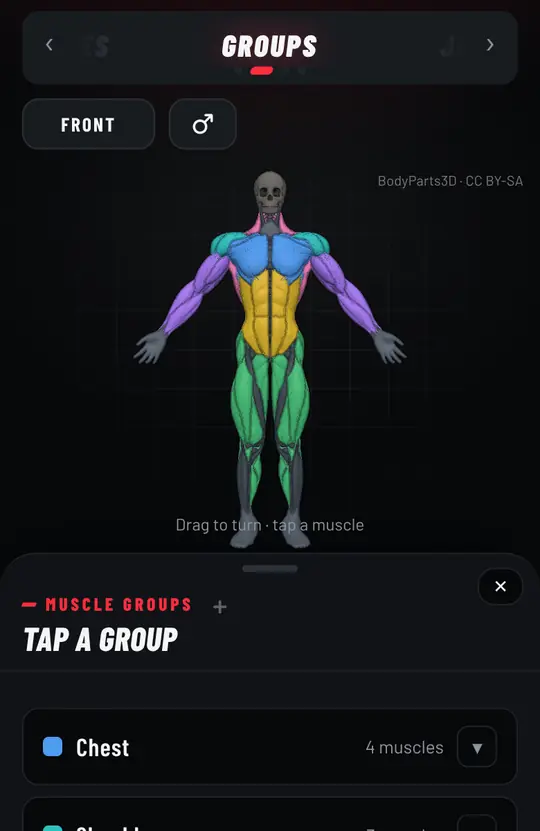 GROUPS
FRONT
BodyParts3D · CC BY-SA
Drag to turn · tap a muscle
MUSCLE GROUPS +
TAP A GROUP
Chest
4 muscles